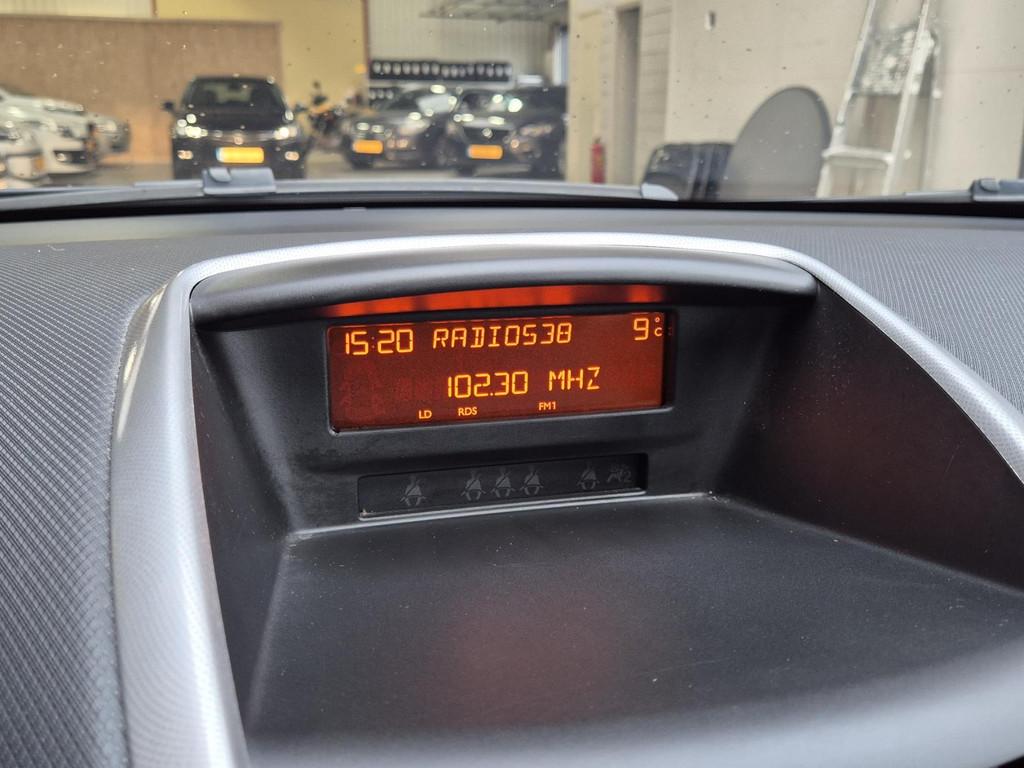 15:20 RADIO538 9°C
102.30 MHZ
LD RDS FM1